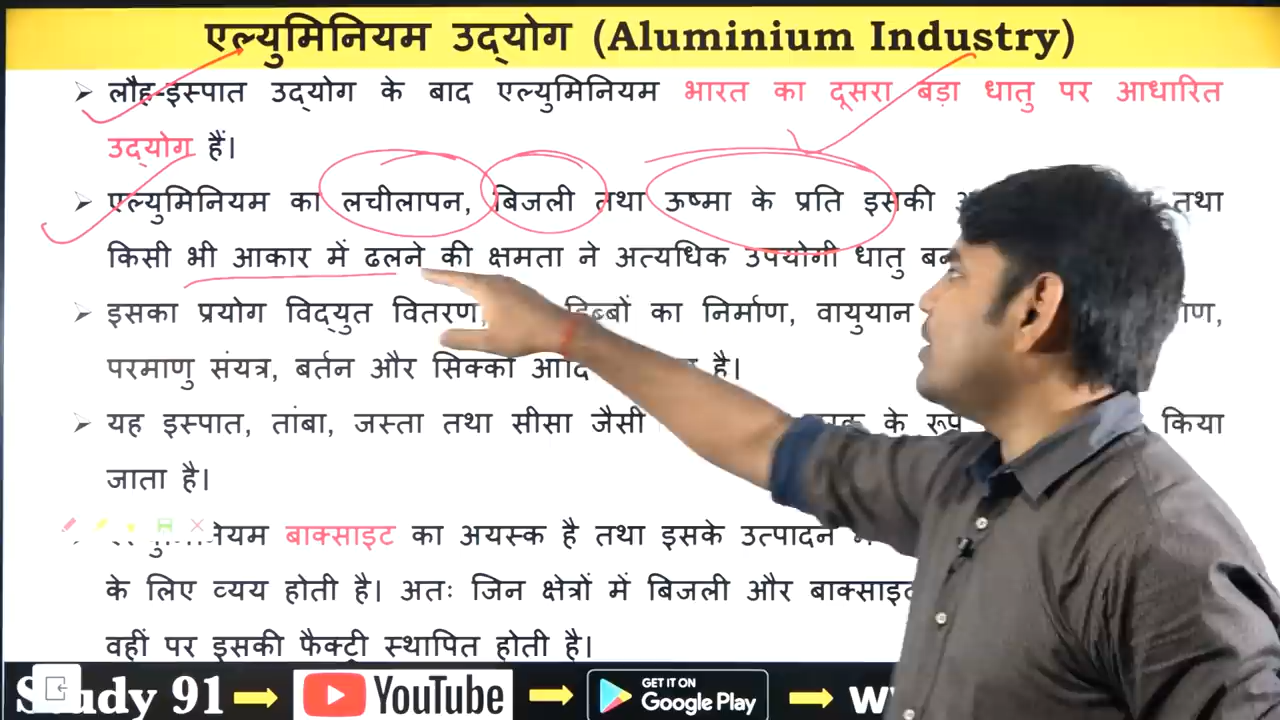 एल्युमिनियम उद्योग (Aluminium Industry)
➢ लौह-इस्पात उद्योग के बाद एल्युमिनियम भारत का दूसरा बड़ा धातु पर आधारित
उद्योग हैं।
➢ एल्युमिनियम का लचीलापन, बिजली तथा ऊष्मा के प्रति इसकी तथा
किसी भी आकार में ढलने की क्षमता ने अत्यधिक उपयोगी धातु
➢ इसका प्रयोग विद्युत वितरण, डिब्बों का निर्माण, वायुयान
परमाणु संयत्र, बर्तन और सिक्कों आदि है।
➢ यह इस्पात, तांबा, जस्ता तथा सीसा जैसी के रूप किया
जाता है।
बाक्साइट का अयस्क है तथा इसके उत्पादन
के लिए व्यय होती है। अतः जिन क्षेत्रों में बिजली और
वहीं पर इसकी फैक्ट्री स्थापित होती है।
Study 91 YouTube GET IT ON Google Play